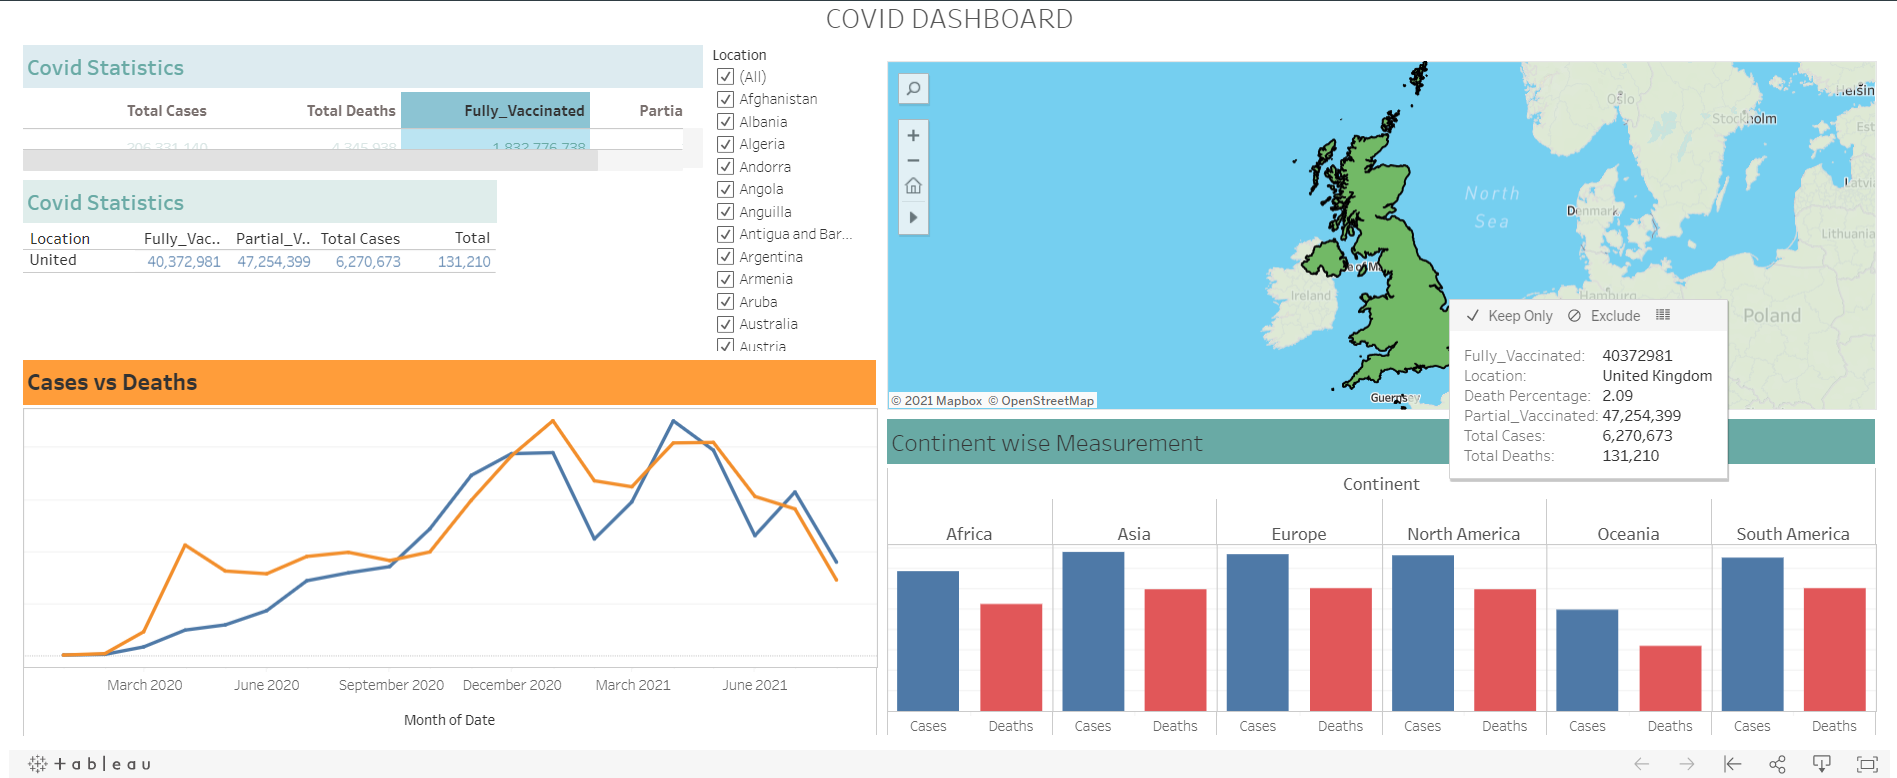 COVID DASHBOARD
Covid Statistics
Total Cases Total Deaths Fully_Vaccinated Partia
206,331,140 4,345,938 1,832,776,738
Covid Statistics
Location Fully_Vac.. Partial_V.. Total Cases Total
United 40,372,981 47,254,399 6,270,673 131,210
Location
(All)
Afghanistan
Albania
Algeria
Andorra
Angola
Anguilla
Antigua and Bar...
Argentina
Armenia
Aruba
Australia
Austria
Oslo
Helsin
Stockholm
Est
North
Sea
Latvi
Denmark
Lithuania
e of Ma
Ireland
Hamburg
Poland
Guernsey
© 2021 Mapbox © OpenStreetMap
Keep Only Exclude
Fully_Vaccinated: 40372981
Location: United Kingdom
Death Percentage: 2.09
Partial_Vaccinated: 47,254,399
Total Cases: 6,270,673
Total Deaths: 131,210
Cases vs Deaths
March 2020 June 2020 September 2020 December 2020 March 2021 June 2021
Month of Date
Continent wise Measurement
Continent
Africa Asia Europe North America Oceania South America
Cases Deaths Cases Deaths Cases Deaths Cases Deaths Cases Deaths Cases Deaths
+ a b l e a u